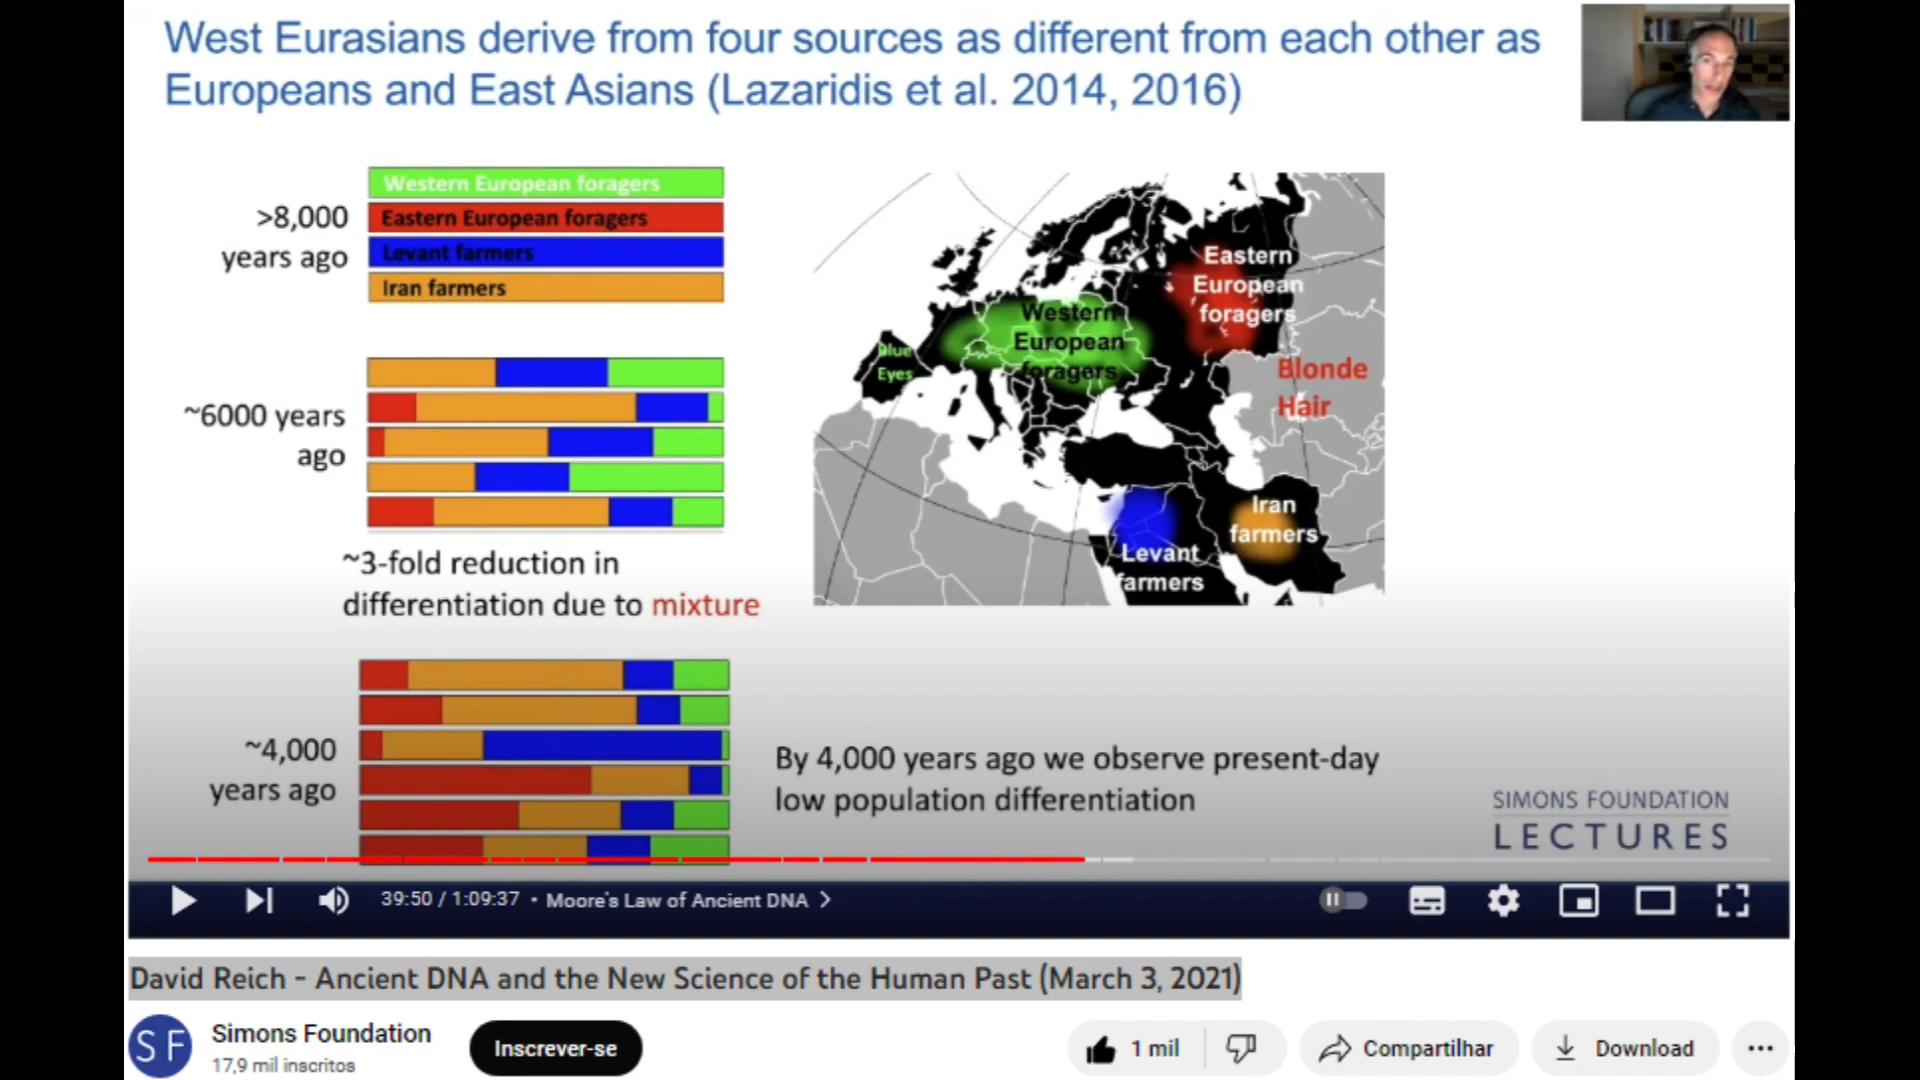 West Eurasians derive from four sources as different from each other as
Europeans and East Asians (Lazaridis et al. 2014, 2016)
>8,000
years ago
Western European foragers
Eastern European foragers
Levant farmers
Iran farmers
~6000 years
ago
~3-fold reduction in
differentiation due to mixture
~4,000
years ago
Blue
Eyes
Western
European
foragers
Eastern
European
foragers
Blonde
Hair
Levant
farmers
Iran
farmers
By 4,000 years ago we observe present-day
low population differentiation
SIMONS FOUNDATION
LECTURES
39:50 / 1:09:37 • Moore's Law of Ancient DNA
David Reich - Ancient DNA and the New Science of the Human Past (March 3, 2021)
SF
Simons Foundation
17,9 mil inscritos
Inscrever-se
1 mil
Compartilhar
Download